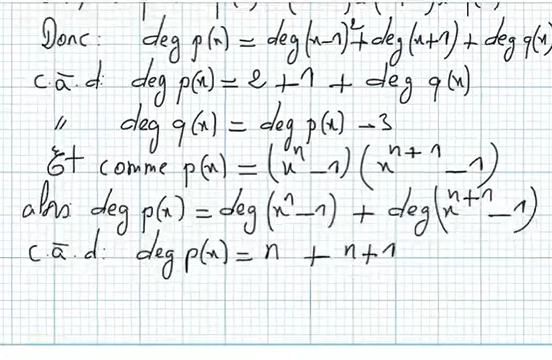 Donc: deg p(x) = deg(x-1)² + deg(x+1) + deg q(x)
c.à.d: deg p(x) = 2 + 1 + deg q(x)
" deg q(x) = deg p(x) - 3
Et comme p(x) = (xⁿ - 1)(xⁿ⁺¹ - 1)
alors deg p(x) = deg(xⁿ - 1) + deg(xⁿ⁺¹ - 1)
c.à.d: deg p(x) = n + n+1